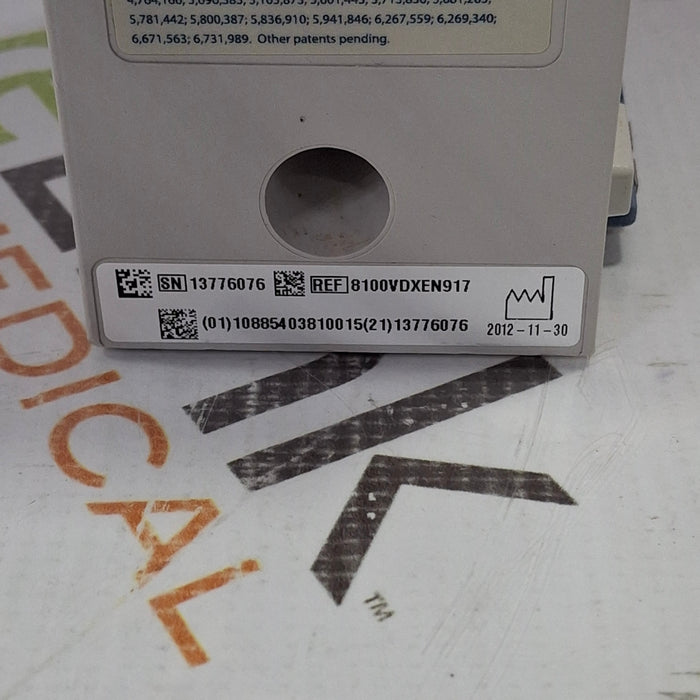 5,781,442; 5,800,387; 5,836,910; 5,941,846; 6,267,559; 6,269,340;
6,671,563; 6,731,989. Other patents pending.
SN 13776076 REF 8100VDXEN917
(01)10885403810015(21)13776076
2012-11-30
EDICAL
TM